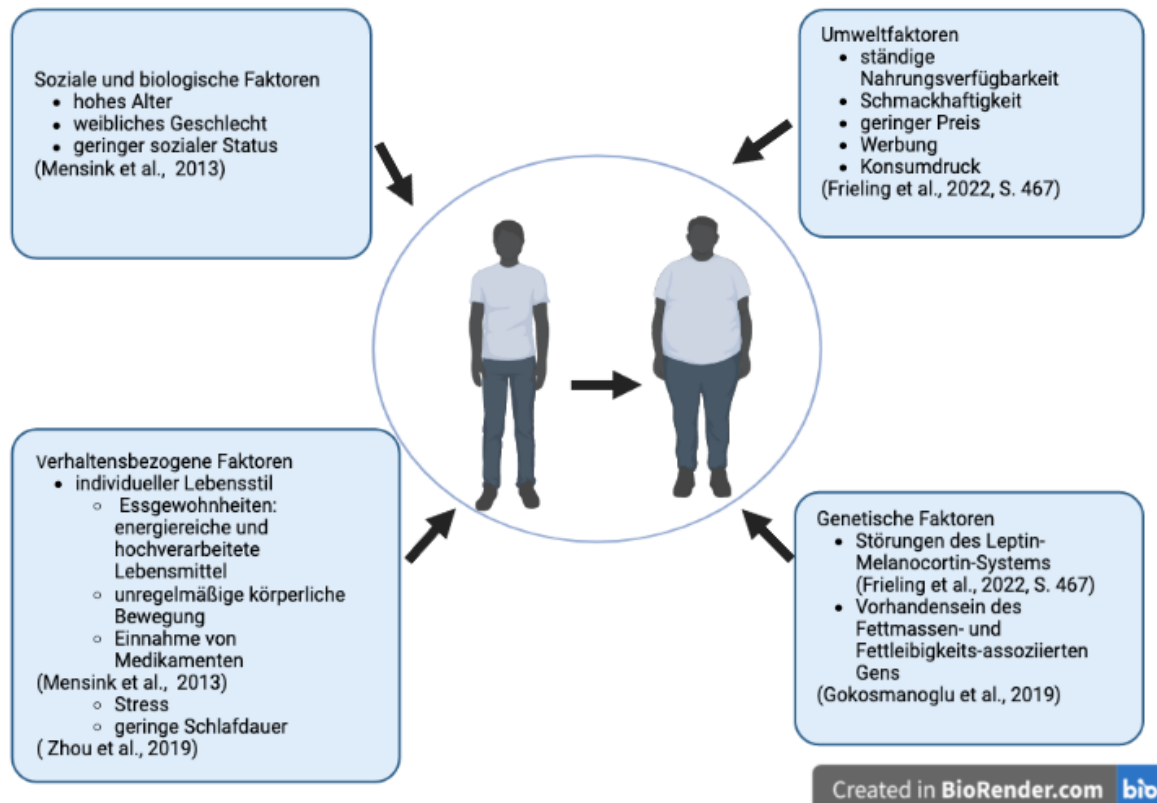 Soziale und biologische Faktoren
• hohes Alter
• weibliches Geschlecht
• geringer sozialer Status
(Mensink et al., 2013)
Umweltfaktoren
• ständige
Nahrungsverfügbarkeit
• Schmackhaftigkeit
• geringer Preis
• Werbung
• Konsumdruck
(Frieling et al., 2022, S. 467)
Verhaltensbezogene Faktoren
• individueller Lebensstil
○ Essgewohnheiten:
energiereiche und
hochverarbeitete
Lebensmittel
○ unregelmäßige körperliche
Bewegung
○ Einnahme von
Medikamenten
(Mensink et al., 2013)
○ Stress
○ geringe Schlafdauer
( Zhou et al., 2019)
Genetische Faktoren
• Störungen des Leptin-
Melanocortin-Systems
(Frieling et al., 2022, S. 467)
• Vorhandensein des
Fettmassen- und
Fettleibigkeits-assoziierten
Gens
(Gokosmanoglu et al., 2019)
Created in BioRender.com bio